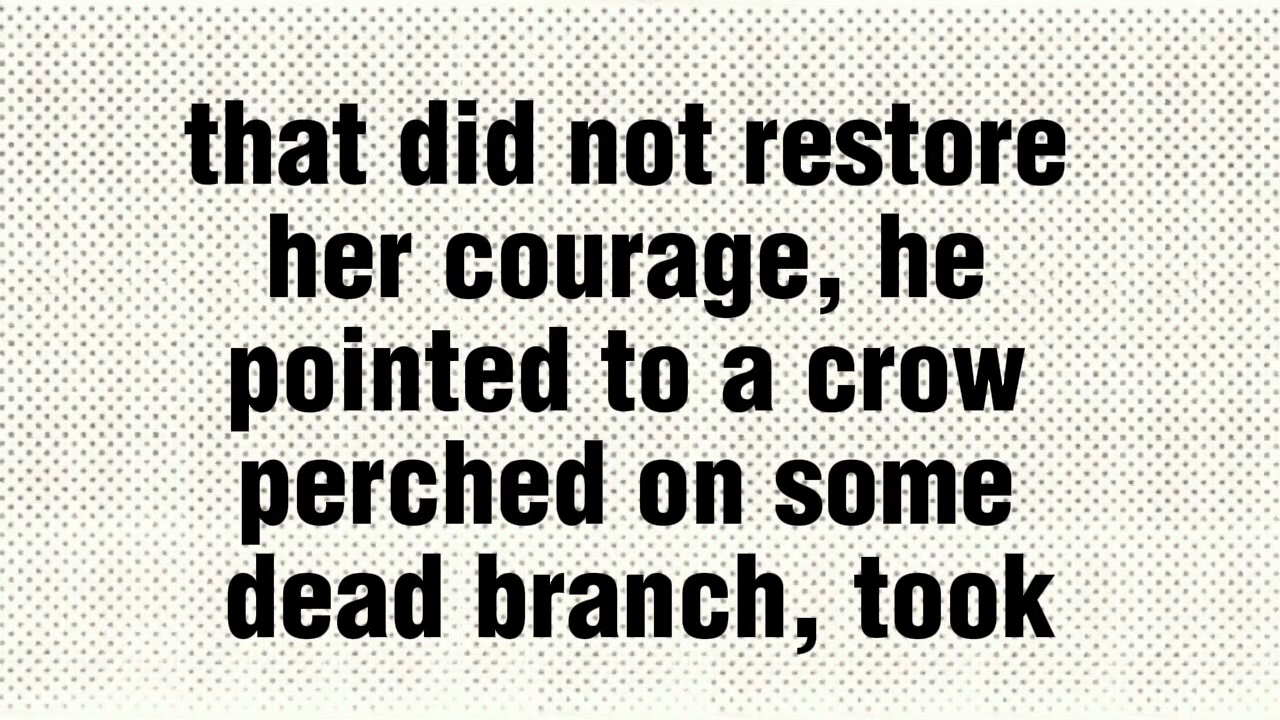 that did not restore
her courage, he
pointed to a crow
perched on some
dead branch, took